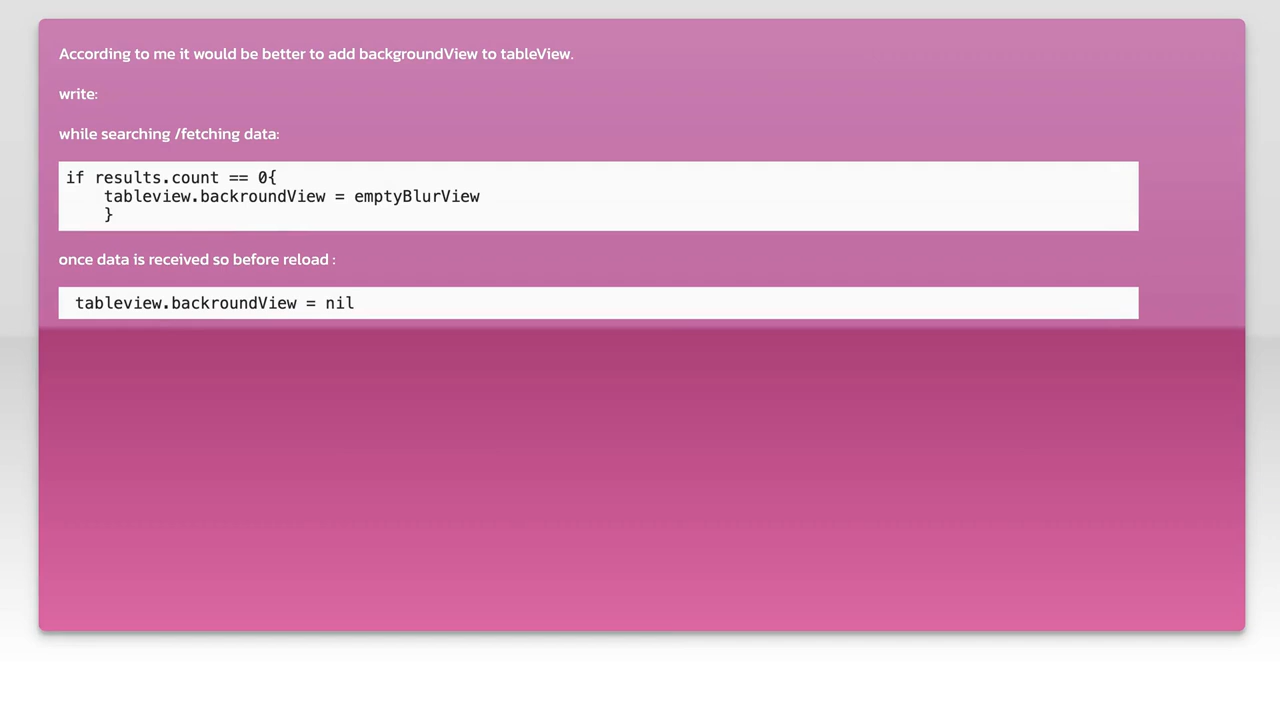 According to me it would be better to add backgroundView to tableView.
write:
while searching /fetching data:
if results.count == 0{
    tableview.backroundView = emptyBlurView
    }
once data is received so before reload :
 tableview.backroundView = nil